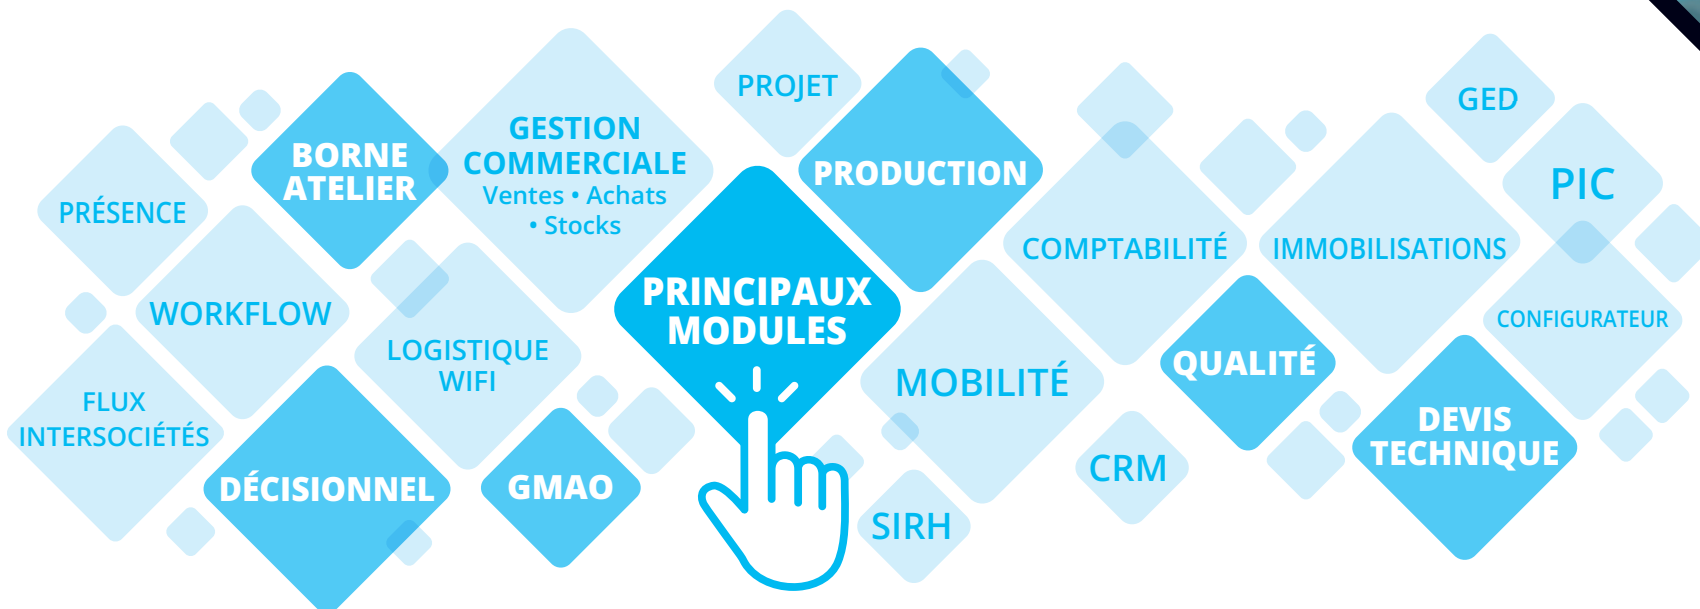 PROJET
GED
GESTION
COMMERCIALE
Ventes • Achats
• Stocks
BORNE
ATELIER
PRODUCTION
PIC
PRÉSENCE
COMPTABILITÉ
IMMOBILISATIONS
WORKFLOW
PRINCIPAUX
MODULES
CONFIGURATEUR
LOGISTIQUE
WIFI
MOBILITÉ
QUALITÉ
FLUX
INTERSOCIÉTÉS
DEVIS
TECHNIQUE
DÉCISIONNEL
GMAO
CRM
SIRH